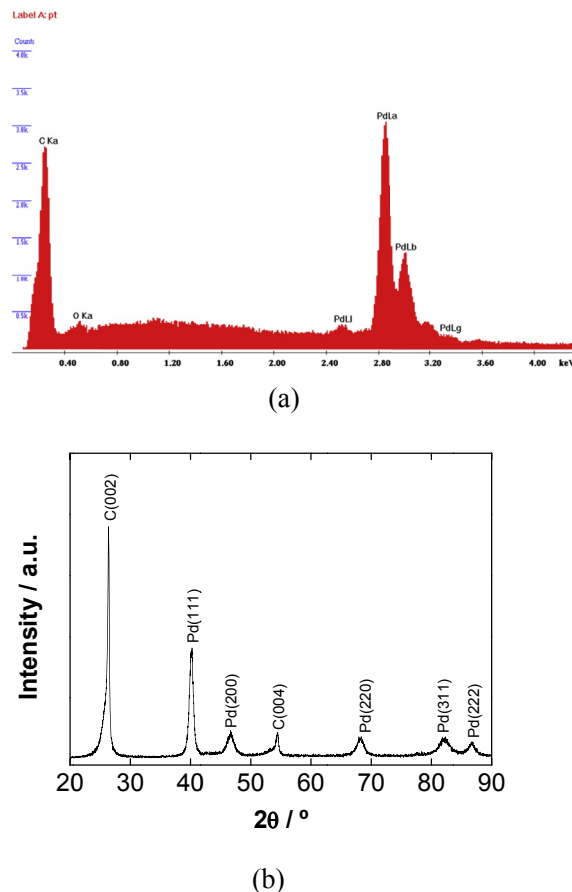 Label A: pt
Counts
4.0k
3.5k
3.0k
2.5k
2.0k
1.5k
1.0k
0.5k
C Ka
O Ka
PdLl
PdLa
PdLb
PdLg
0.40 0.80 1.20 1.60 2.00 2.40 2.80 3.20 3.60 4.00 keV
(a)
Intensity / a.u.
C(002)
Pd(111)
Pd(200)
C(004)
Pd(220)
Pd(311)
Pd(222)
20 30 40 50 60 70 80 90
2θ / º
(b)